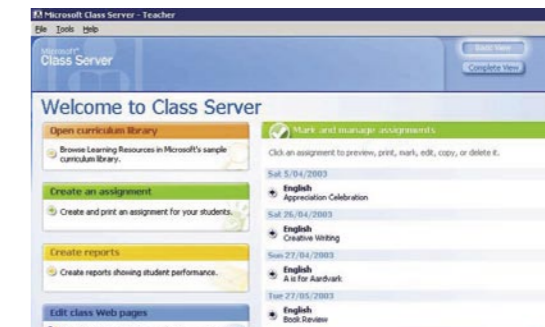 Microsoft Class Server - Teacher
File Tools Help
Microsoft®
Class Server
Basic View
Complete View
Welcome to Class Server
Open curriculum library
Browse Learning Resources in Microsoft's sample
curriculum library.
Create an assignment
Create and print an assignment for your students.
Create reports
Create reports showing student performance.
Edit class Web pages
Mark and manage assignments
Click an assignment to preview, print, mark, edit, copy, or delete it.
Sat 5/04/2003
English
Appreciation Celebration
Sat 26/04/2003
English
Creative Writing
Sun 27/04/2003
English
A is for Aardvark
Tue 27/05/2003
English
Book Review